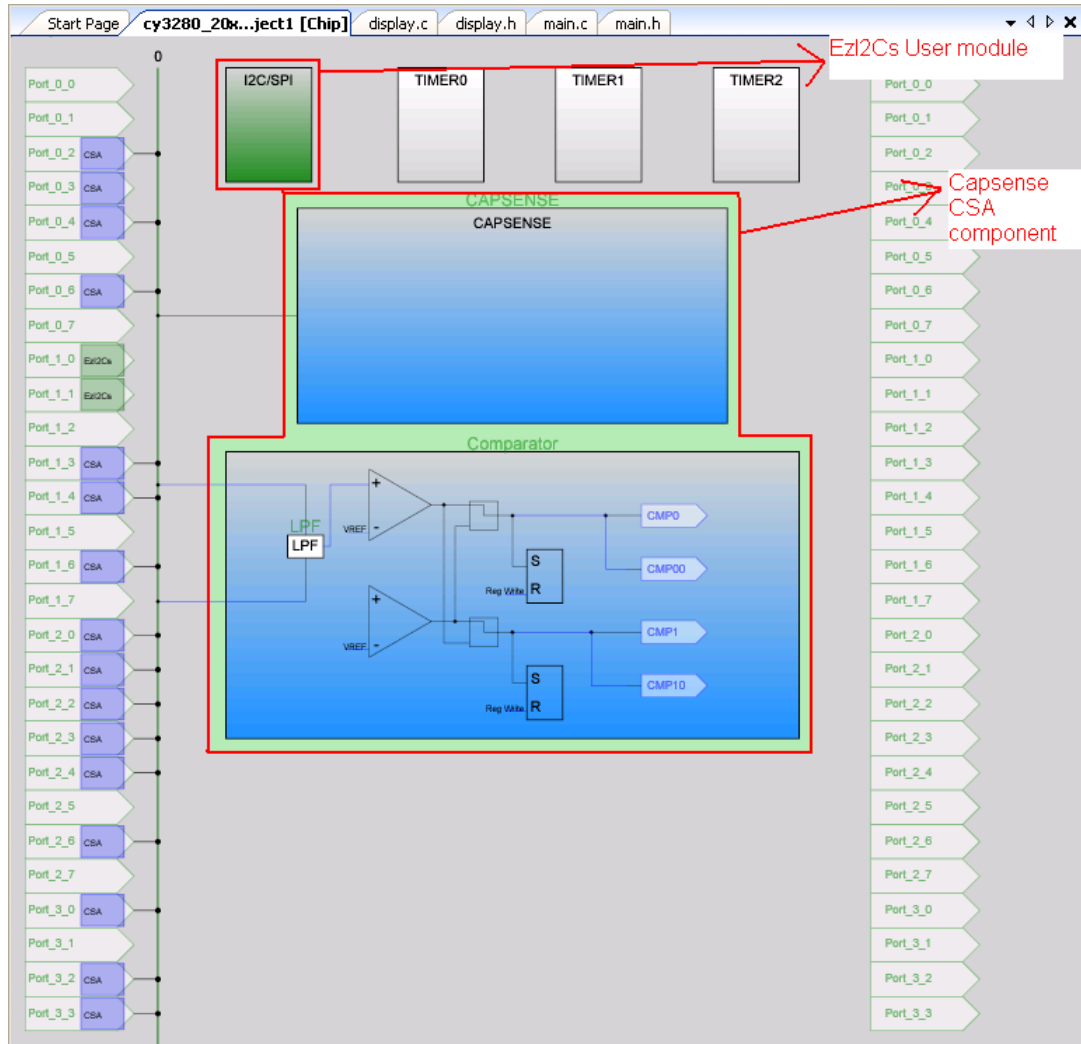 Start Page
cy3280_20x...ject1 [Chip]
display.c
display.h
main.c
main.h
0
EzI2Cs User module
I2C/SPI
TIMER0
TIMER1
TIMER2
Capsense
CSA
component
CAPSENSE
CAPSENSE
Comparator
LPF
LPF
+
-
VREF
S
R
Reg Write
CMP0
CMP00
+
-
VREF
S
R
Reg Write
CMP1
CMP10
Port_0_0
Port_0_1
Port_0_2 CSA
Port_0_3 CSA
Port_0_4 CSA
Port_0_5
Port_0_6 CSA
Port_0_7
Port_1_0 EzI2Cs
Port_1_1 EzI2Cs
Port_1_2
Port_1_3 CSA
Port_1_4 CSA
Port_1_5
Port_1_6 CSA
Port_1_7
Port_2_0 CSA
Port_2_1 CSA
Port_2_2 CSA
Port_2_3 CSA
Port_2_4 CSA
Port_2_5
Port_2_6 CSA
Port_2_7
Port_3_0 CSA
Port_3_1
Port_3_2 CSA
Port_3_3 CSA
Port_0_0
Port_0_1
Port_0_2
Port_0_3
Port_0_4
Port_0_5
Port_0_6
Port_0_7
Port_1_0
Port_1_1
Port_1_2
Port_1_3
Port_1_4
Port_1_5
Port_1_6
Port_1_7
Port_2_0
Port_2_1
Port_2_2
Port_2_3
Port_2_4
Port_2_5
Port_2_6
Port_2_7
Port_3_0
Port_3_1
Port_3_2
Port_3_3